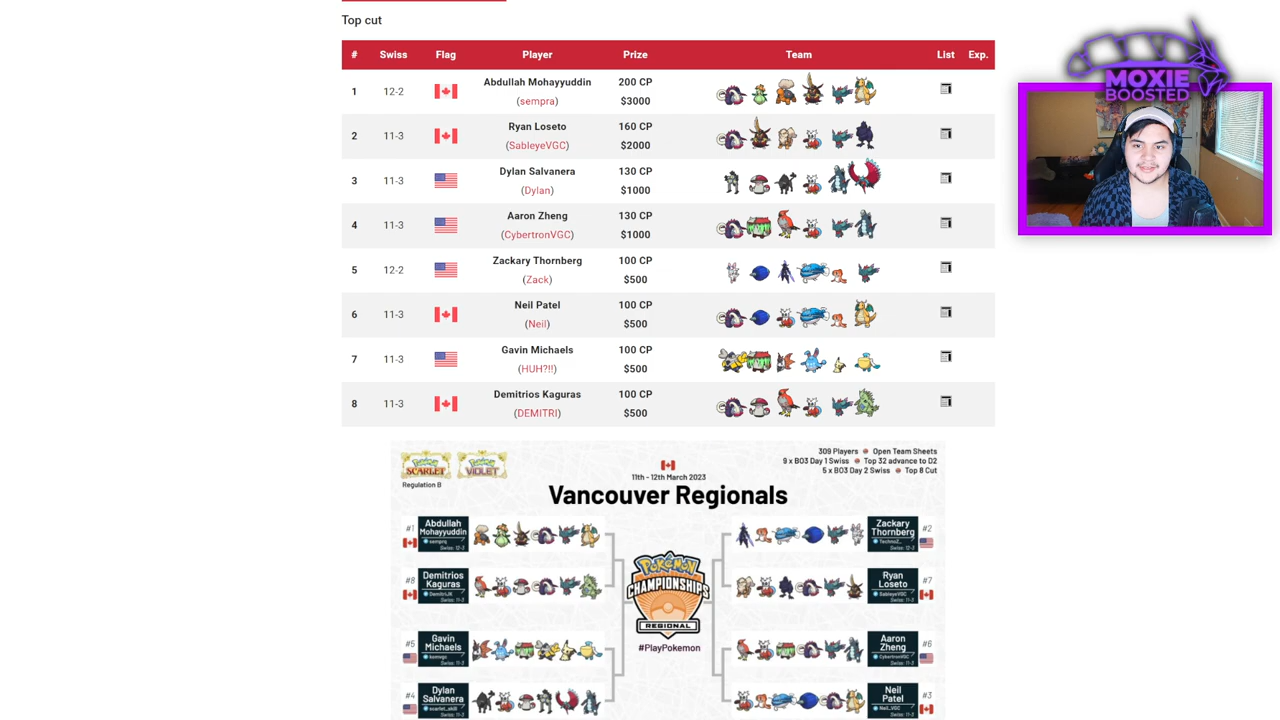 Top cut
# Swiss Flag Player Prize Team List Exp.
1 12-2 Abdullah Mohayyuddin (sempra) 200 CP $3000
2 11-3 Ryan Loseto (SableyeVGC) 160 CP $2000
3 11-3 Dylan Salvanera (Dylan) 130 CP $1000
4 11-3 Aaron Zheng (CybertronVGC) 130 CP $1000
5 12-2 Zackary Thornberg (Zack) 100 CP $500
6 11-3 Neil Patel (Neil) 100 CP $500
7 11-3 Gavin Michaels (HUH?!!) 100 CP $500
8 11-3 Demitrios Kaguras (DEMITRI) 100 CP $500
MOXIE
BOOSTED
Pokémon SCARLET Pokémon VIOLET
Regulation B
11th - 12th March 2023
Vancouver Regionals
309 Players Open Team Sheets
9 x BO3 Day 1 Swiss Top 32 advance to D2
5 x BO3 Day 2 Swiss Top 8 Cut
#1 Abdullah Mohayyuddin
#8 Demitrios Kaguras
#5 Gavin Michaels
#4 Dylan Salvanera
Pokémon
CHAMPIONSHIPS
REGIONAL
#PlayPokemon
Zackary Thornberg #2
Ryan Loseto #7
SableyeVGC
Aaron Zheng #6
CybertronVGC
Neil Patel #3